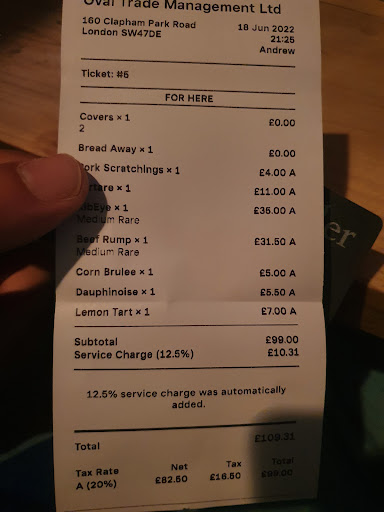 Oval Trade Management Ltd
160 Clapham Park Road 18 Jun 2022
London SW47DE 21:25
Andrew
Ticket:
FOR HERE
Covers × 1 £0.00
2
Bread Away × 1 £0.00
Scratchings × 1 £4.00 A
× 1 £11.00 A
× 1 £35.00 A
Medium Rare
Beef Rump × 1 £31.50 A
Medium Rare
Corn Brulee × 1 £5.00 A
Dauphinoise × 1 £5.50 A
Lemon Tart × 1 £7.00 A
Subtotal £99.00
Service Charge (12.5%) £10.31
12.5% service charge was automatically
added.
Total £109.31
Tax Rate Net Tax Total
A (20%) £82.50 £16.50 £99.00